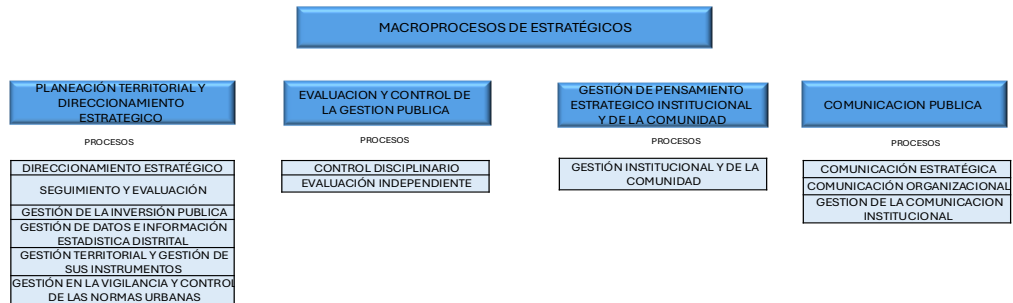 MACROPROCESOS DE ESTRATÉGICOS
PLANEACIÓN TERRITORIAL Y
DIRECCIONAMIENTO
ESTRATEGICO
PROCESOS
DIRECCIONAMIENTO ESTRATÉGICO
SEGUIMIENTO Y EVALUACIÓN
GESTIÓN DE LA INVERSIÓN PUBLICA
GESTIÓN DE DATOS E INFORMACIÓN
ESTADISTICA DISTRITAL
GESTIÓN TERRITORIAL Y GESTIÓN DE
SUS INSTRUMENTOS
GESTIÓN EN LA VIGILANCIA Y CONTROL
DE LAS NORMAS URBANAS
EVALUACION Y CONTROL DE
LA GESTION PUBLICA
PROCESOS
CONTROL DISCIPLINARIO
EVALUACIÓN INDEPENDIENTE
GESTIÓN DE PENSAMIENTO
ESTRATEGICO INSTITUCIONAL
Y DE LA COMUNIDAD
PROCESOS
GESTIÓN INSTITUCIONAL Y DE LA
COMUNIDAD
COMUNICACION PUBLICA
PROCESOS
COMUNICACIÓN ESTRATÉGICA
COMUNICACIÓN ORGANIZACIONAL
GESTION DE LA COMUNICACION
INSTITUCIONAL